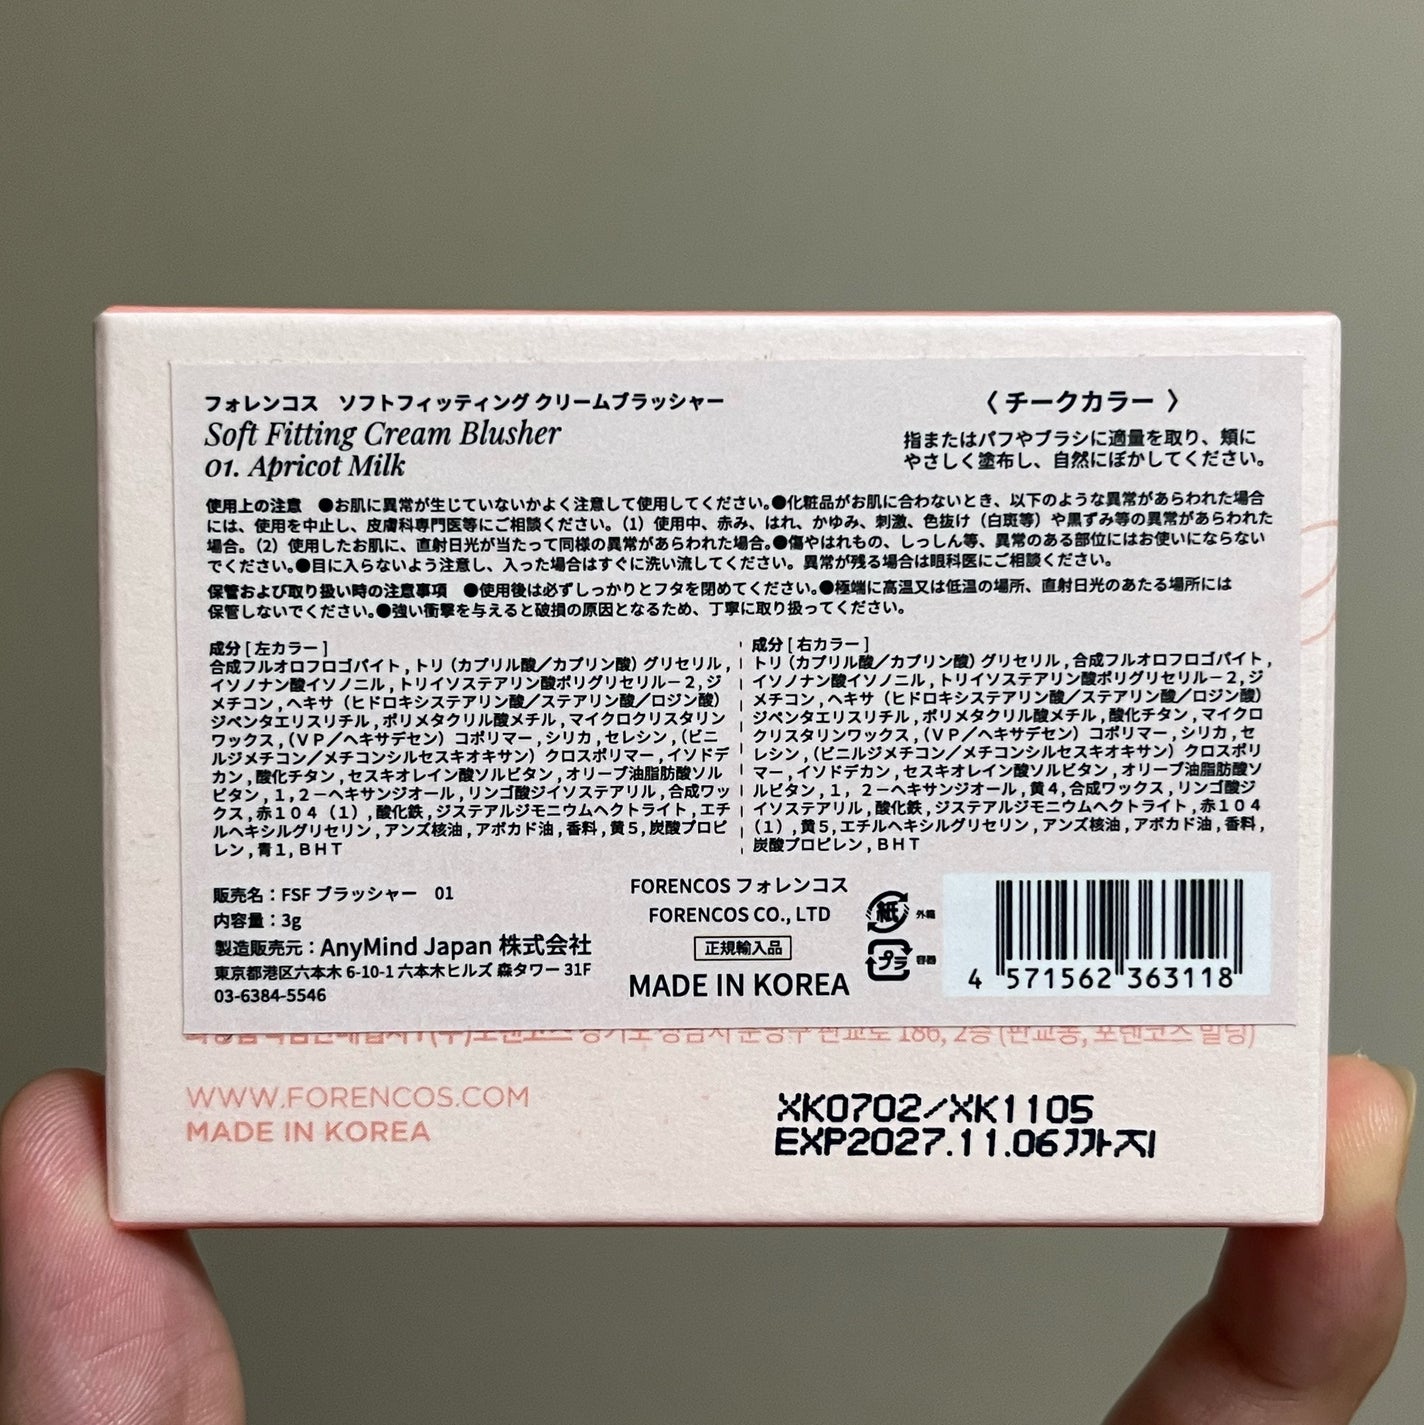 フォレンコス　ソフトフィッティング クリームブラッシャー
Soft Fitting Cream Blusher
01. Apricot Milk
〈 チークカラー 〉
指またはパフやブラシに適量を取り、頬に
やさしく塗布し、自然にぼかしてください。
使用上の注意　●お肌に異常が生じていないかよく注意して使用してください。●化粧品がお肌に合わないとき、以下のような異常があらわれた場合
には、使用を中止し、皮膚科専門医等にご相談ください。（1）使用中、赤み、はれ、かゆみ、刺激、色抜け（白斑等）や黒ずみ等の異常があらわれた
場合。（2）使用したお肌に、直射日光が当たって同様の異常があらわれた場合。●傷やはれもの、しっしん等、異常のある部位にはお使いにならない
でください。●目に入らないよう注意し、入った場合はすぐに洗い流してください。異常が残る場合は眼科医にご相談ください。
保管および取り扱い時の注意事項　●使用後は必ずしっかりとフタを閉めてください。●極端に高温又は低温の場所、直射日光のあたる場所には
保管しないでください。●強い衝撃を与えると破損の原因となるため、丁寧に取り扱ってください。
成分 [ 左カラー ]
合成フルオロフロゴパイト , トリ（カプリル酸／カプリン酸）グリセリル ,
イソノナン酸イソノニル , トリイソステアリン酸ポリグリセリル－２, ジ
メチコン , ヘキサ（ヒドロキシステアリン酸／ステアリン酸／ロジン酸）
ジペンタエリスリチル , ポリメタクリル酸メチル , マイクロクリスタリン
ワックス ,（ＶＰ／ヘキサデセン）コポリマー , シリカ , セレシン ,（ビニ
ルジメチコン／メチコンシルセスキオキサン）クロスポリマー , イソドデ
カン , 酸化チタン , セスキオレイン酸ソルビタン , オリーブ油脂肪酸ソル
ビタン , １, ２－ヘキサンジオール , リンゴ酸ジイソステアリル , 合成ワッ
クス , 赤１０４（１）, 酸化鉄 , ジステアルジモニウムヘクトライト , エチ
ルヘキシルグリセリン , アンズ核油 , アボカド油 , 香料 , 黄５, 炭酸プロピ
レン , 青１, ＢＨＴ
成分 [ 右カラー ]
トリ（カプリル酸／カプリン酸）グリセリル , 合成フルオロフロゴパイト ,
イソノナン酸イソノニル , トリイソステアリン酸ポリグリセリル－２, ジ
メチコン , ヘキサ（ヒドロキシステアリン酸／ステアリン酸／ロジン酸）
ジペンタエリスリチル , ポリメタクリル酸メチル , 酸化チタン , マイクロ
クリスタリンワックス ,（ＶＰ／ヘキサデセン）コポリマー , シリカ , セ
レシン ,（ビニルジメチコン／メチコンシルセスキオキサン）クロスポリ
マー , イソドデカン , セスキオレイン酸ソルビタン , オリーブ油脂肪酸ソ
ルビタン , １, ２－ヘキサンジオール , 黄４, 合成ワックス , リンゴ酸ジ
イソステアリル , 酸化鉄 , ジステアルジモニウムヘクトライト , 赤１０４
（１）, 黄５, エチルヘキシルグリセリン , アンズ核油 , アボカド油 , 香料 ,
炭酸プロピレン , ＢＨＴ
販売名：FSF ブラッシャー　01
内容量：3g
製造販売元：AnyMind Japan 株式会社
東京都港区六本木 6-10-1 六本木ヒルズ 森タワー 31F
03-6384-5546
FORENCOS フォレンコス
FORENCOS CO., LTD
正規輸入品
MADE IN KOREA
紙 外箱
プラ 容器
4 571562 363118
186, 2층 (판교동, 포렌코즈 빌딩)
WWW.FORENCOS.COM
MADE IN KOREA
XK0702/XK1105
EXP2027.11.06까지